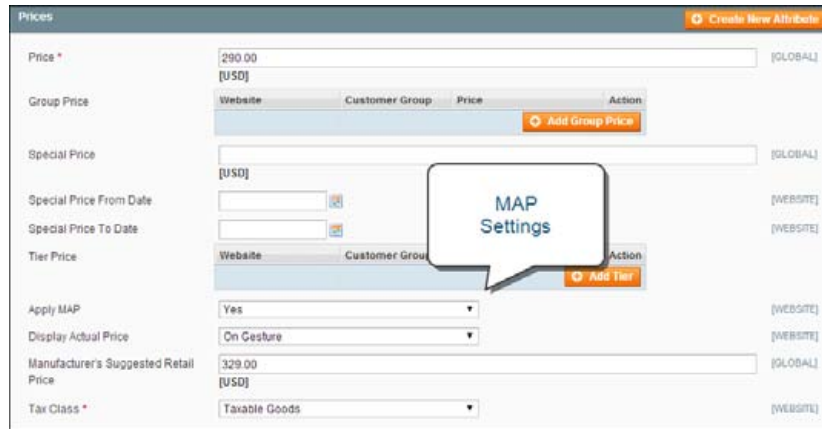 Prices
Create New Attribute
Price * 290.00 [GLOBAL]
[USD]
Group Price Website Customer Group Price Action
Add Group Price
Special Price [GLOBAL]
[USD]
Special Price From Date [WEBSITE]
Special Price To Date [WEBSITE]
MAP
Settings
Tier Price Website Customer Grou Action
Add Tier
Apply MAP Yes [WEBSITE]
Display Actual Price On Gesture [WEBSITE]
Manufacturer's Suggested Retail 329.00 [GLOBAL]
Price [USD]
Tax Class * Taxable Goods [WEBSITE]